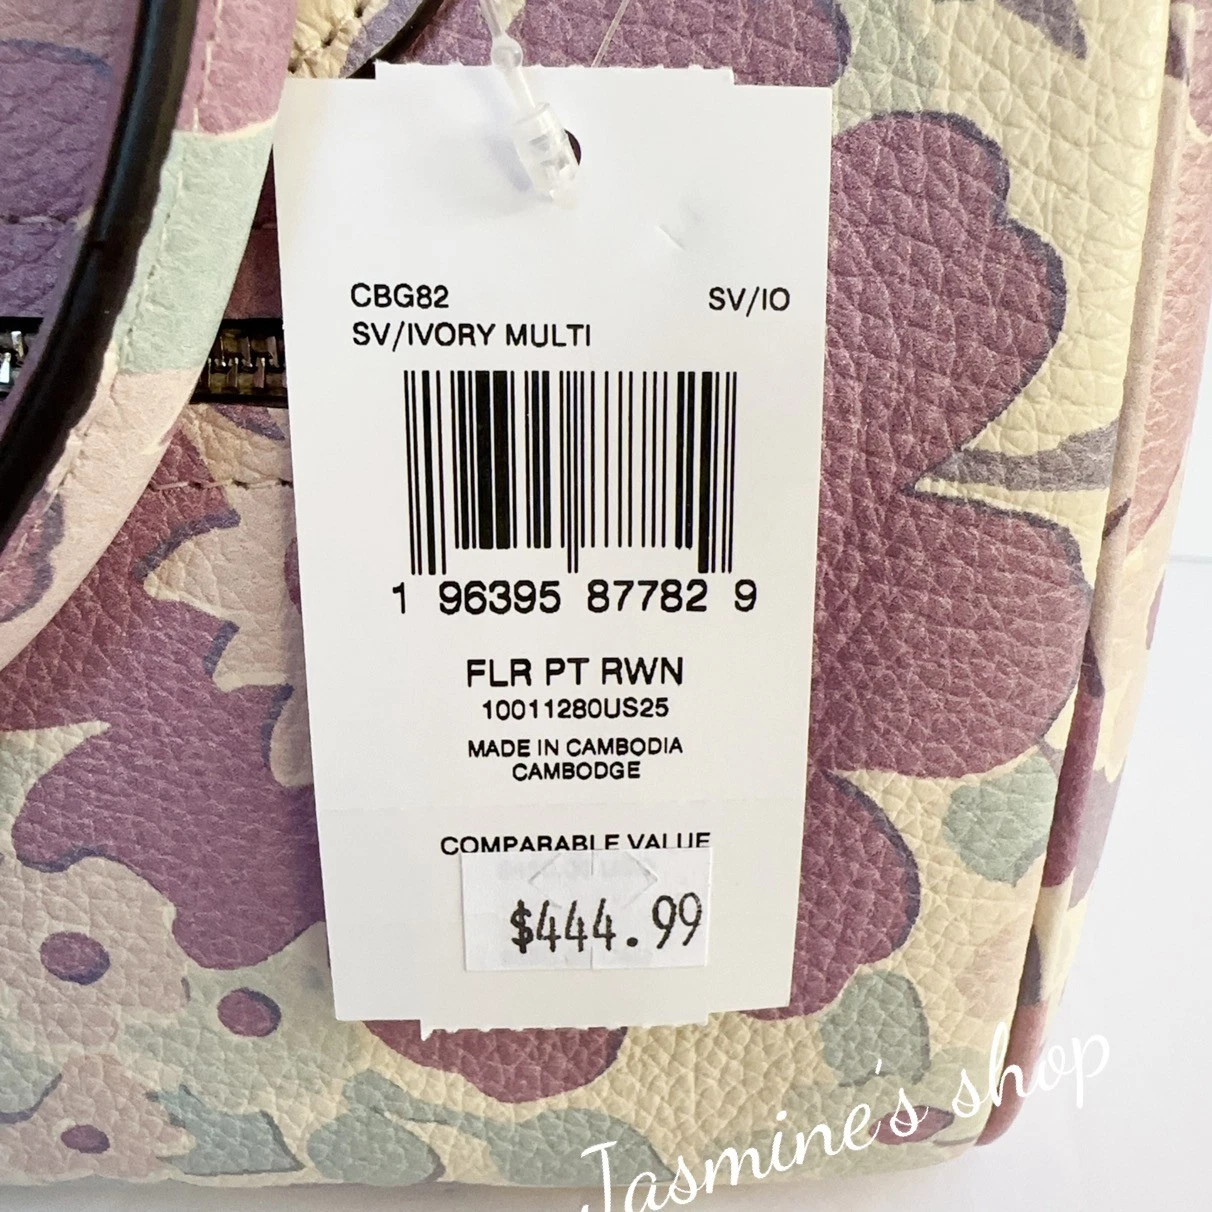 CBG82 SV/IO
SV/IVORY MULTI
1 96395 87782 9
FLR PT RWN
10011280US25
MADE IN CAMBODIA
CAMBODGE
COMPARABLE VALUE
$444.99
Jasmine's shop